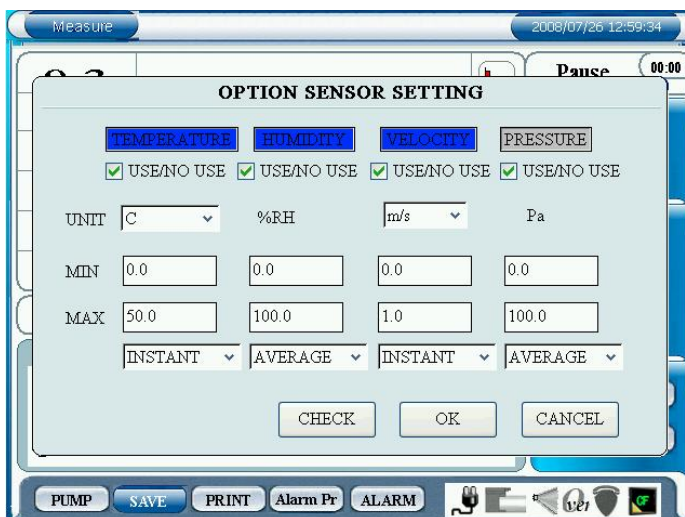 Measure 2008/07/26 12:59:34
Pause 00:00
OPTION SENSOR SETTING
TEMPERATURE HUMIDITY VELOCITY PRESSURE
USE/NO USE USE/NO USE USE/NO USE USE/NO USE
UNIT C %RH m/s Pa
MIN 0.0 0.0 0.0 0.0
MAX 50.0 100.0 1.0 100.0
INSTANT AVERAGE INSTANT AVERAGE
CHECK OK CANCEL
PUMP SAVE PRINT Alarm Pr ALARM Over CF